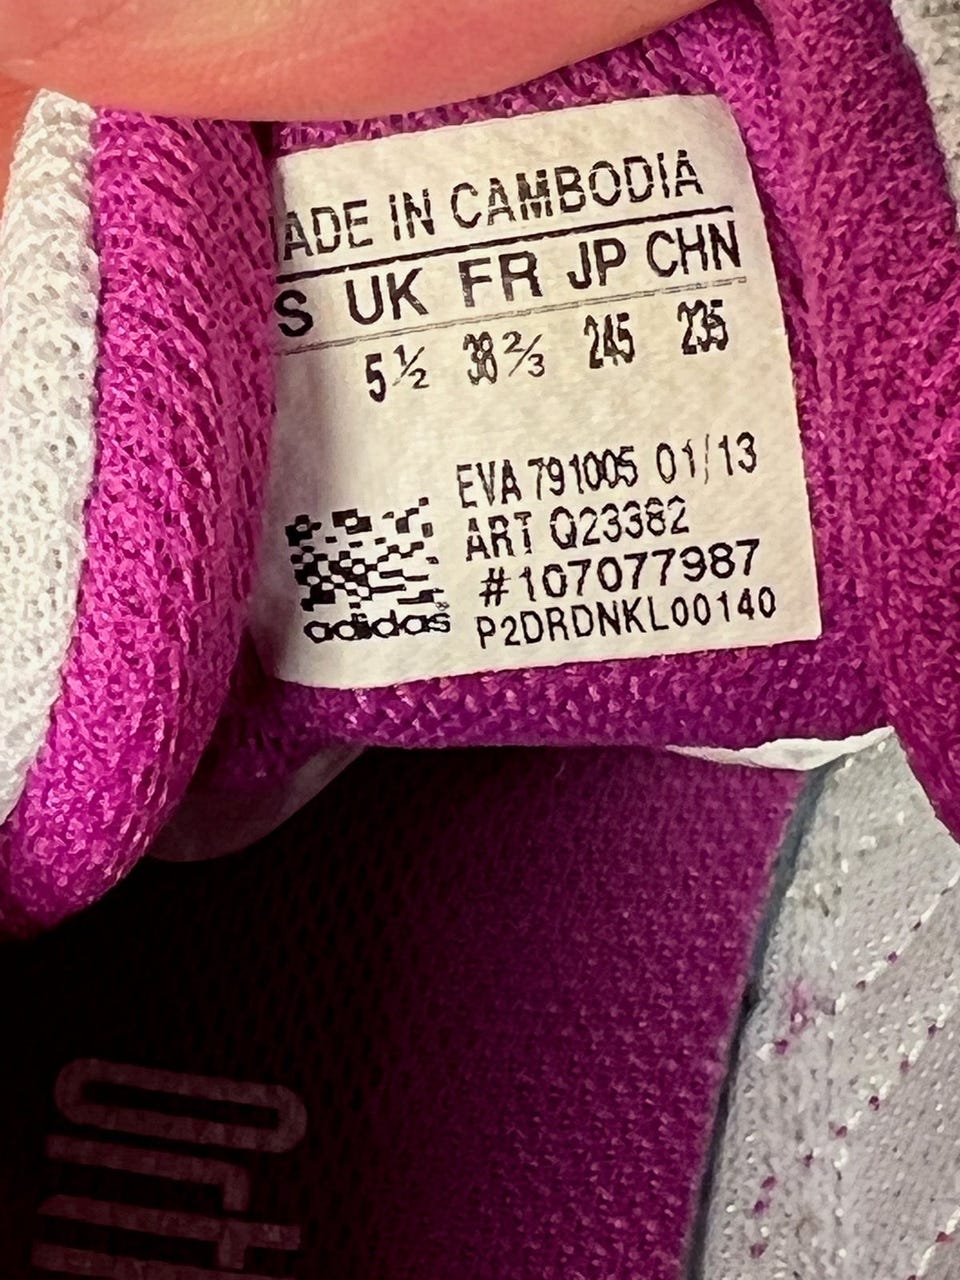 ADE IN CAMBODIA
S UK FR JP CHN
5½ 38⅔ 245 235
EVA 791005 01/13
ART Q23382
#107077987
adidas P2DRDNKL00140
Ort